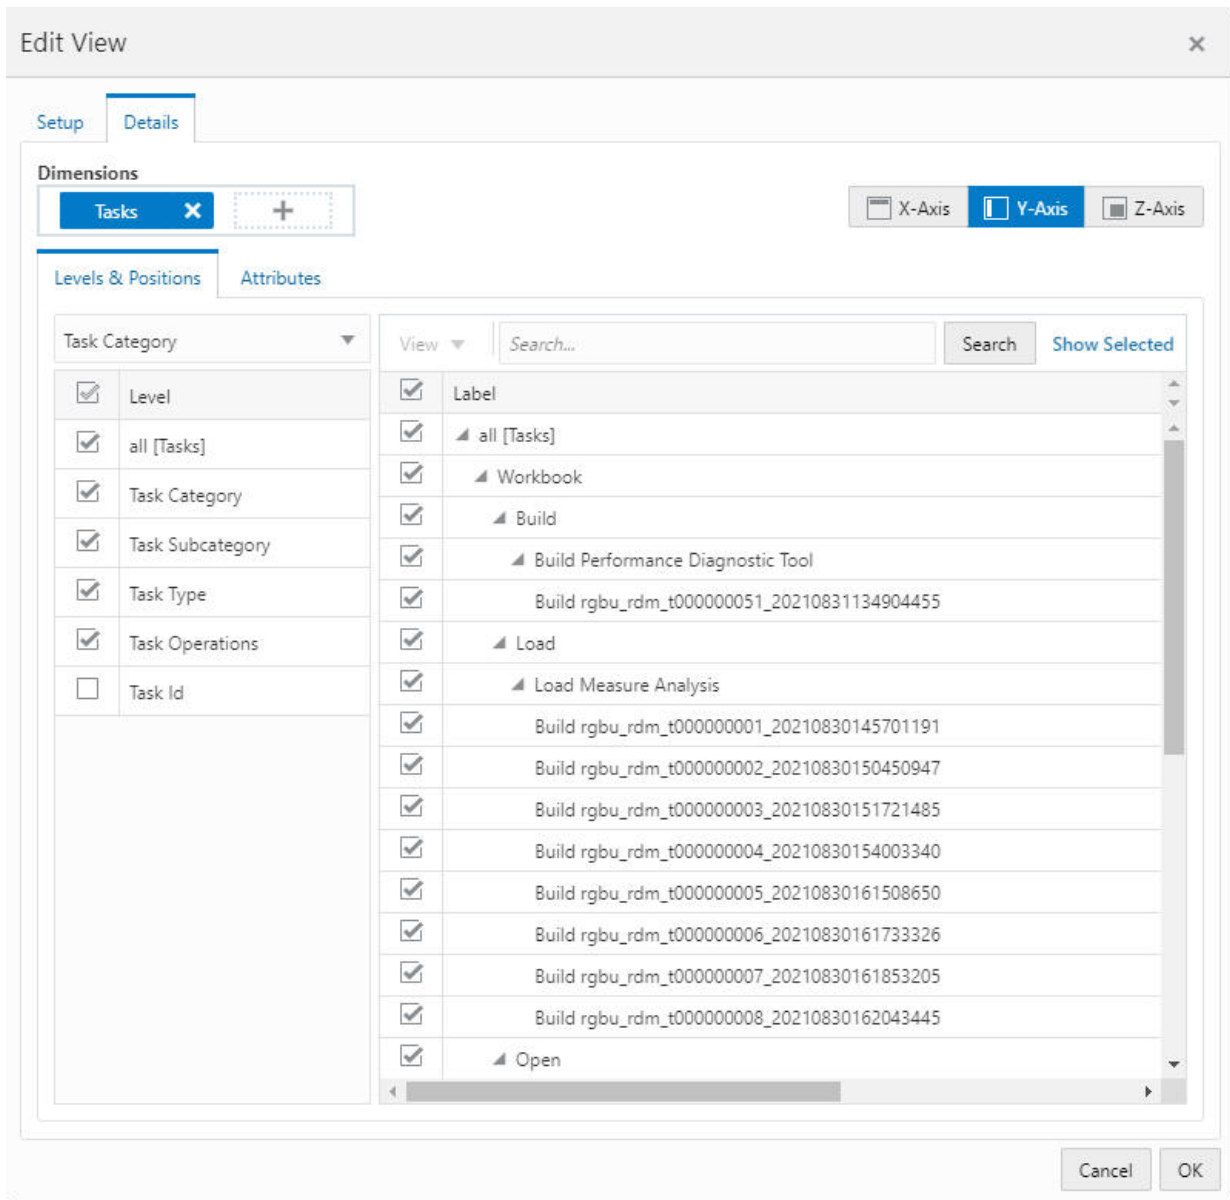 Edit View
Setup
Details
Dimensions
Tasks
X-Axis
Y-Axis
Z-Axis
Levels & Positions
Attributes
Task Category
View
Search...
Search
Show Selected
Level
all [Tasks]
Task Category
Task Subcategory
Task Type
Task Operations
Task Id
Label
all [Tasks]
Workbook
Build
Build Performance Diagnostic Tool
Build rgbu_rdm_t000000051_20210831134904455
Load
Load Measure Analysis
Build rgbu_rdm_t000000001_20210830145701191
Build rgbu_rdm_t000000002_20210830150450947
Build rgbu_rdm_t000000003_20210830151721485
Build rgbu_rdm_t000000004_20210830154003340
Build rgbu_rdm_t000000005_20210830161508650
Build rgbu_rdm_t000000006_20210830161733326
Build rgbu_rdm_t000000007_20210830161853205
Build rgbu_rdm_t000000008_20210830162043445
Open
Cancel
OK